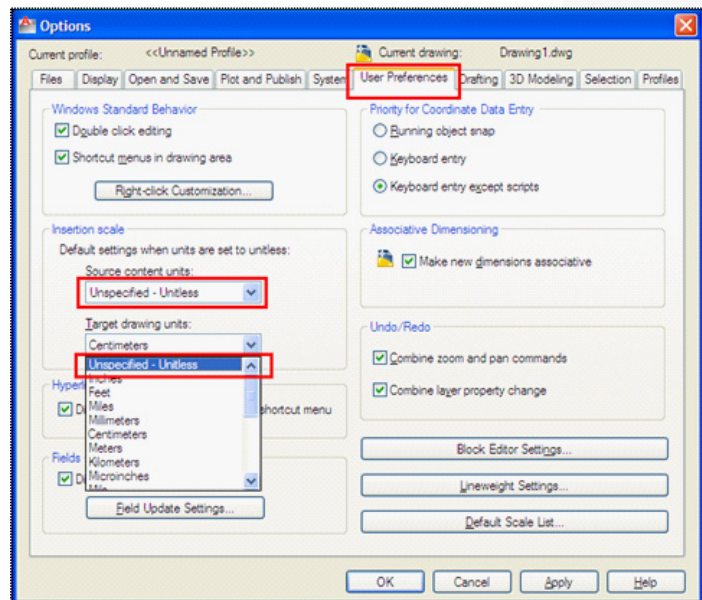 Options
Current profile: <<Unnamed Profile>> Current drawing: Drawing1.dwg
Files Display Open and Save Plot and Publish System User Preferences Drafting 3D Modeling Selection Profiles
Windows Standard Behavior
Double click editing
Shortcut menus in drawing area
Right-click Customization...
Insertion scale
Default settings when units are set to unitless:
Source content units:
Unspecified - Unitless
Target drawing units:
Centimeters
Unspecified - Unitless
Inches
Feet
Miles
Millimeters
Centimeters
Meters
Kilometers
Microinches
shortcut menu
Fields
Field Update Settings...
Priority for Coordinate Data Entry
Running object snap
Keyboard entry
Keyboard entry except scripts
Associative Dimensioning
Make new dimensions associative
Undo/Redo
Combine zoom and pan commands
Combine layer property change
Block Editor Settings...
Lineweight Settings...
Default Scale List...
OK Cancel Apply Help